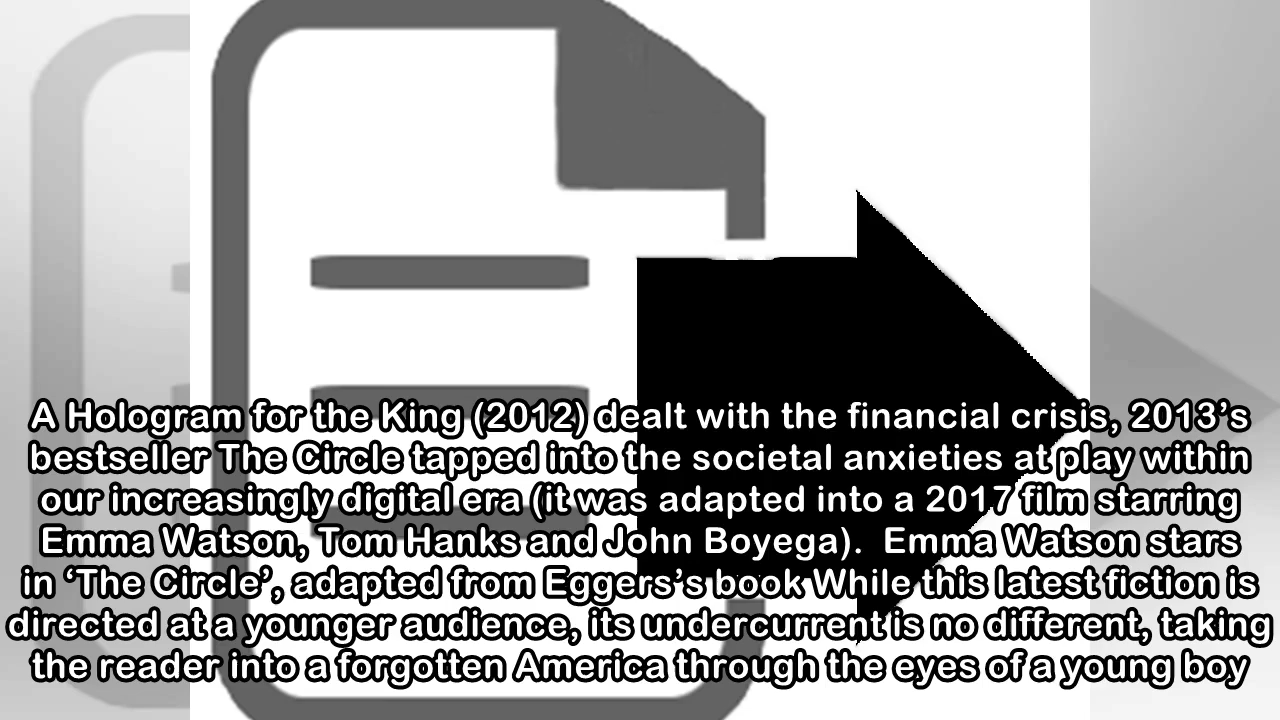 A Hologram for the King (2012) dealt with the financial crisis, 2013’s
bestseller The Circle tapped into the societal anxieties at play within
our increasingly digital era (it was adapted into a 2017 film starring
Emma Watson, Tom Hanks and John Boyega).  Emma Watson stars
in ‘The Circle’, adapted from Eggers’s book While this latest fiction is
directed at a younger audience, its undercurrent is no different, taking
the reader into a forgotten America through the eyes of a young boy